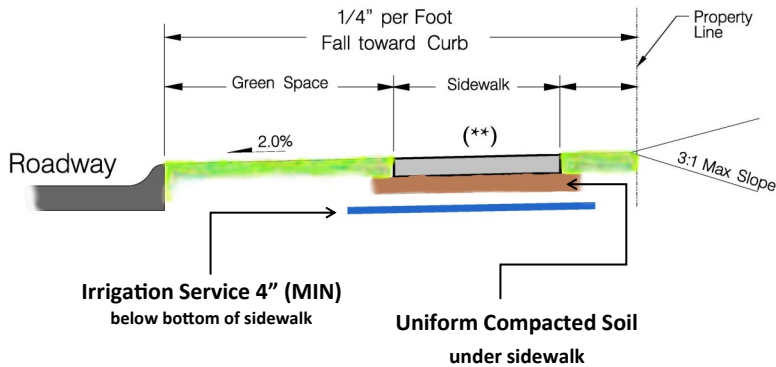 1/4” per Foot
Fall toward Curb
Property
Line
Green Space
Sidewalk
2.0%
(**)
Roadway
3:1 Max Slope
Irrigation Service 4” (MIN)
below bottom of sidewalk
Uniform Compacted Soil
under sidewalk